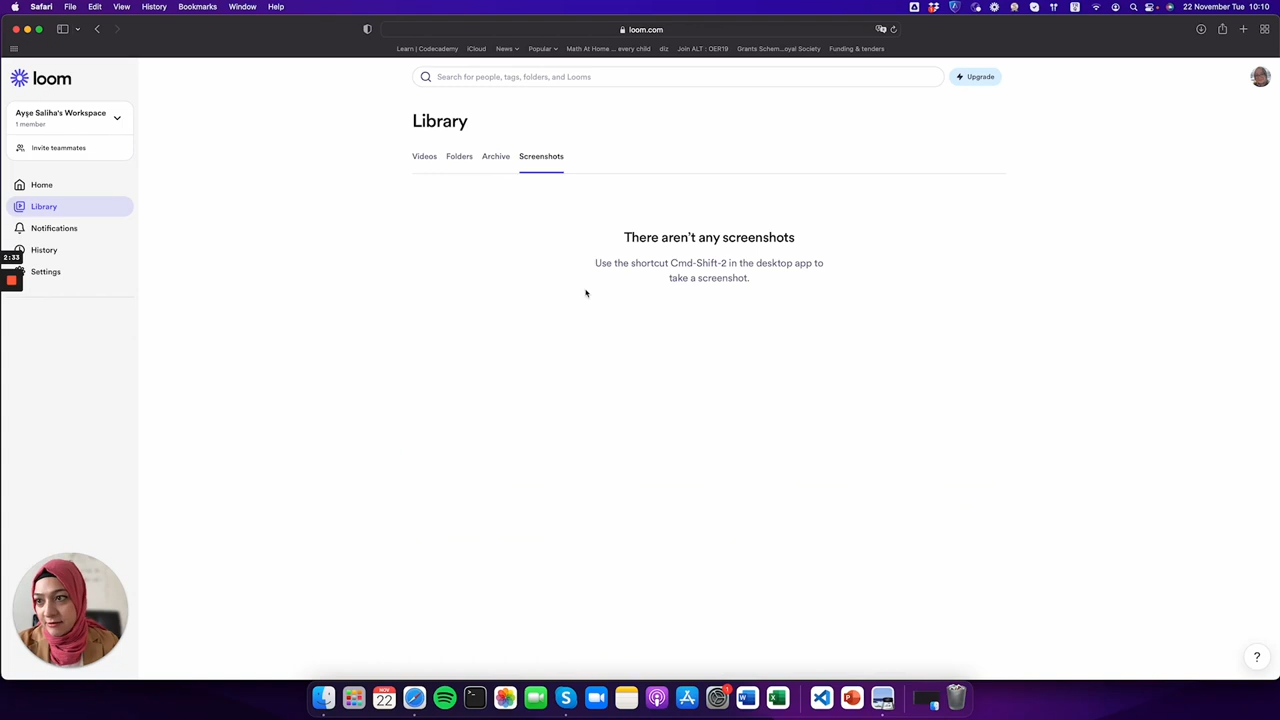 Safari File Edit View History Bookmarks Window Help
22 November Tue 10:10
loom.com
Learn | Codecademy iCloud News Popular Math At Home ... every child diz Join ALT : OER19 Grants Schem...oyal Society Funding & tenders
loom
Search for people, tags, folders, and Looms
Upgrade
Ayşe Saliha's Workspace
1 member
Invite teammates
Library
Videos Folders Archive Screenshots
Home
Library
Notifications
History
Settings
2:33
There aren't any screenshots
Use the shortcut Cmd-Shift-2 in the desktop app to
take a screenshot.
?
NOV
22
1